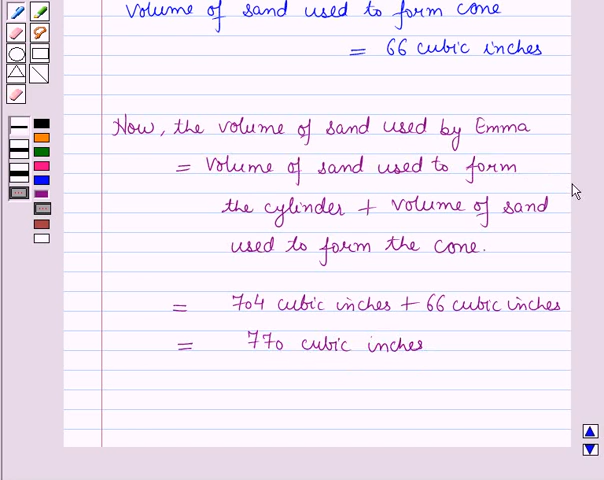 volume of sand used to form cone
= 66 cubic inches
Now, the volume of sand used by Emma
= volume of sand used to form
the cylinder + volume of sand
used to form the cone.
= 704 cubic inches + 66 cubic inches
= 770 cubic inches